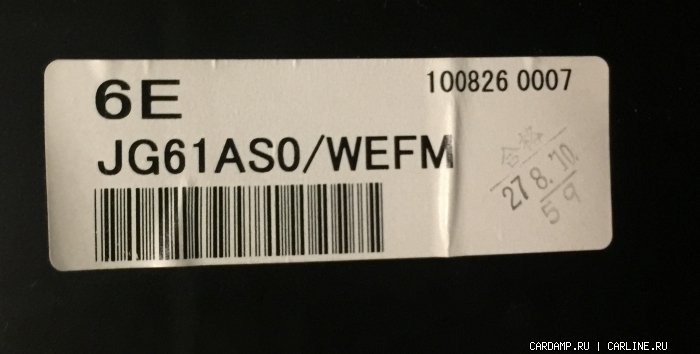 6E
100826 0007
JG61AS0/WEFM
合格
27 8.10
59
CARDAMP.RU | CARLINE.RU